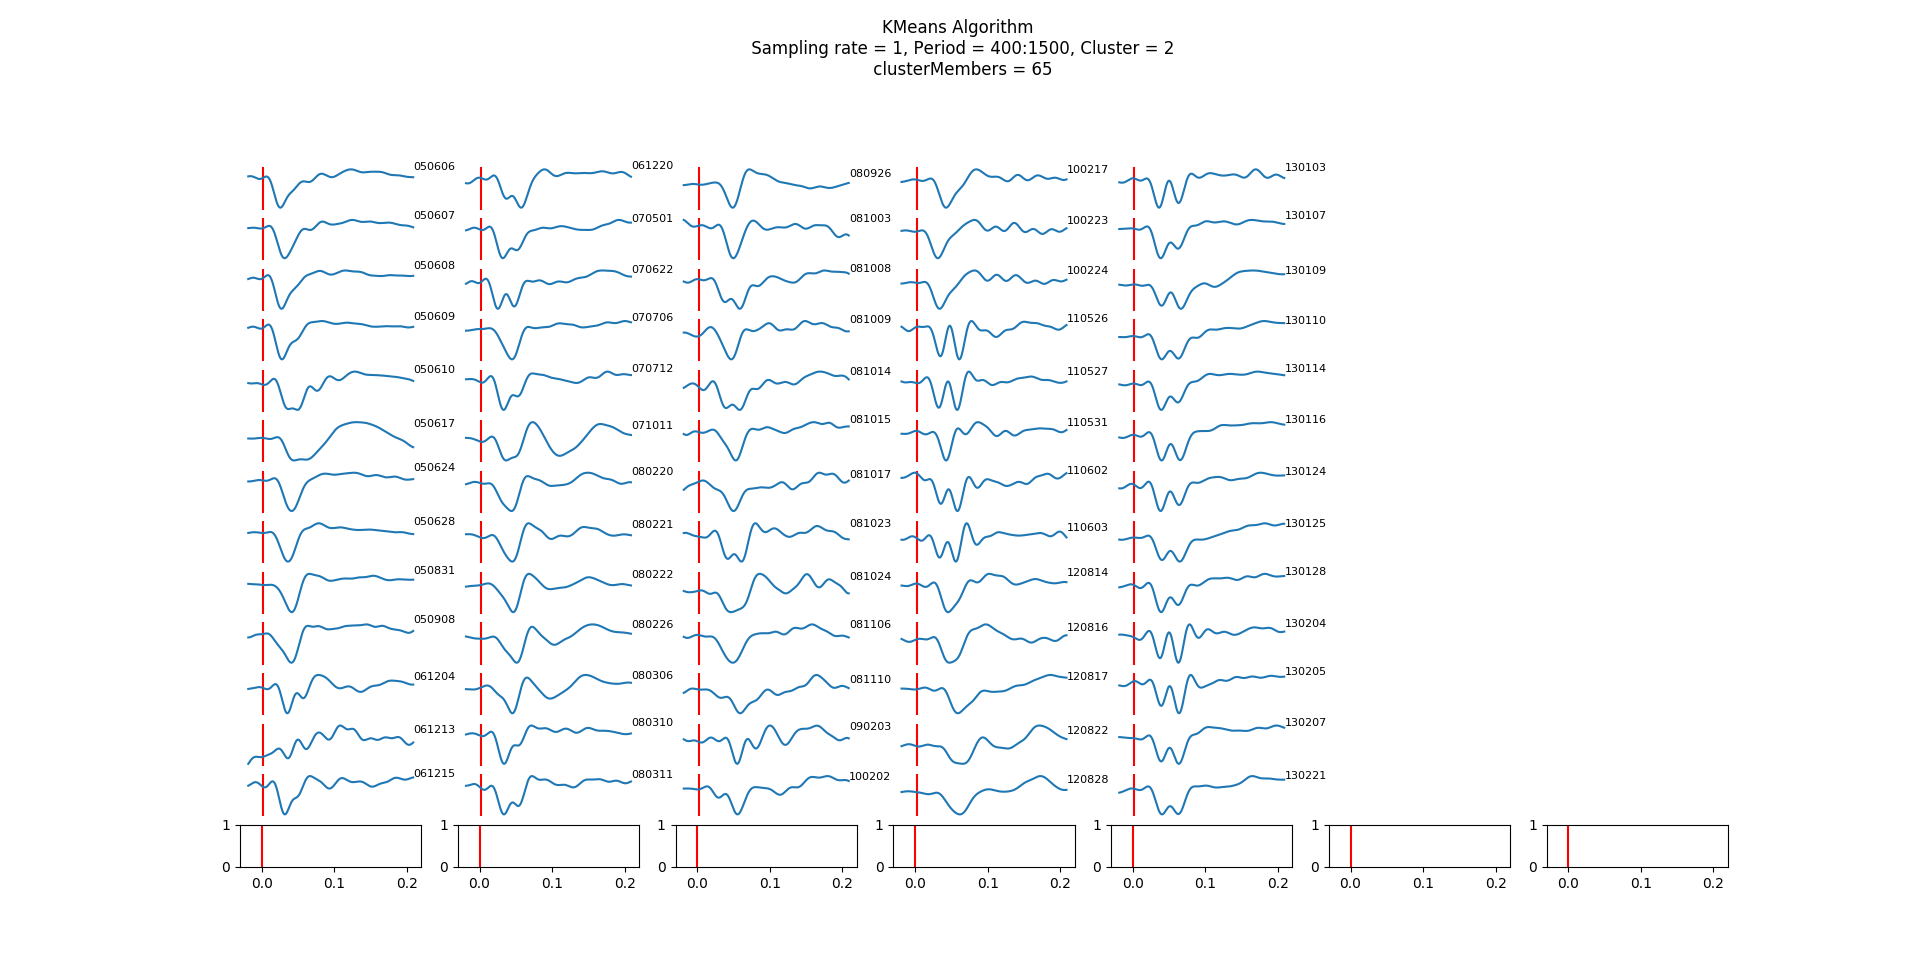 KMeans Algorithm
Sampling rate = 1, Period = 400:1500, Cluster = 2
clusterMembers = 65
050606 061220 080926 100217 130103
050607 070501 081003 100223 130107
050608 070622 081008 100224 130109
050609 070706 081009 110526 130110
050610 070712 081014 110527 130114
050617 071011 081015 110531 130116
050624 080220 081017 110602 130124
050628 080221 081023 110603 130125
050831 080222 081024 120814 130128
050908 080226 081106 120816 130204
061204 080306 081110 120817 130205
061213 080310 090203 120822 130207
061215 080311 100202 120828 130221
1 1 1 1 1 1 1
0 0 0 0 0 0 0
0.0 0.1 0.2 0.0 0.1 0.2 0.0 0.1 0.2 0.0 0.1 0.2 0.0 0.1 0.2 0.0 0.1 0.2 0.0 0.1 0.2